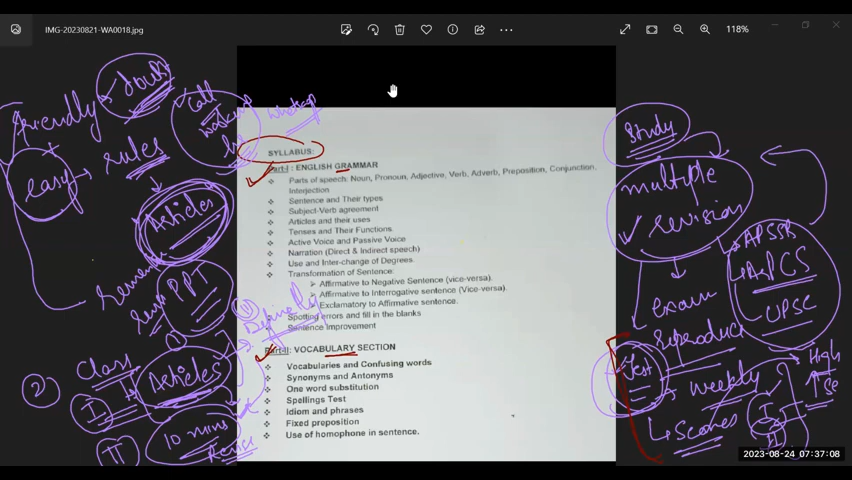 IMG-20230821-WA0018.jpg
118%
SYLLABUS:
Part-I : ENGLISH GRAMMAR
Parts of speech: Noun, Pronoun, Adjective, Verb, Adverb, Preposition, Conjunction,
Interjection
Sentence and Their types
Subject-Verb agreement
Articles and their uses
Tenses and Their Functions.
Active Voice and Passive Voice
Narration (Direct & Indirect speech)
Use and Inter-change of Degrees.
Transformation of Sentence:
Affirmative to Negative Sentence (vice-versa).
Affirmative to Interrogative sentence (Vice-versa).
Exclamatory to Affirmative sentence.
Spotting errors and fill in the blanks
Sentence Improvement
Part-II: VOCABULARY SECTION
Vocabularies and Confusing words
Synonyms and Antonyms
One word substitution
Spellings Test
Idiom and phrases
Fixed preposition
Use of homophone in sentence.
friendly
doubt
Call
whatsapp
+
easy
rules
Articles
PPT
Class
Articles
2
I
II
10 mins
Study
multiple
revision
APSSB
UPSC
exam
reproduce
Test
weekly
Scores
High
I
II
2023-08-24 07:37:08